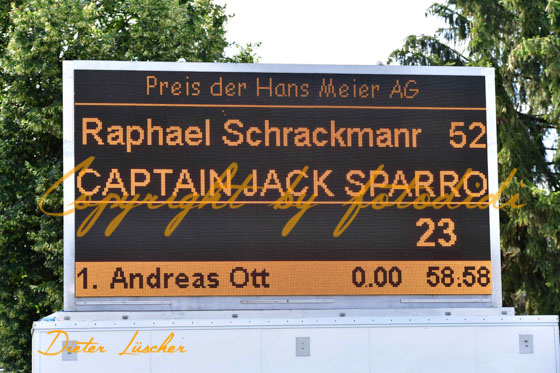 Preis der Hans Meier AG
Raphael Schrackmanr 52
CAPTAIN JACK SPARRO
Copyright by fotodidi
23
1. Andreas Ott 0.00 58:58
Dieter Lüscher